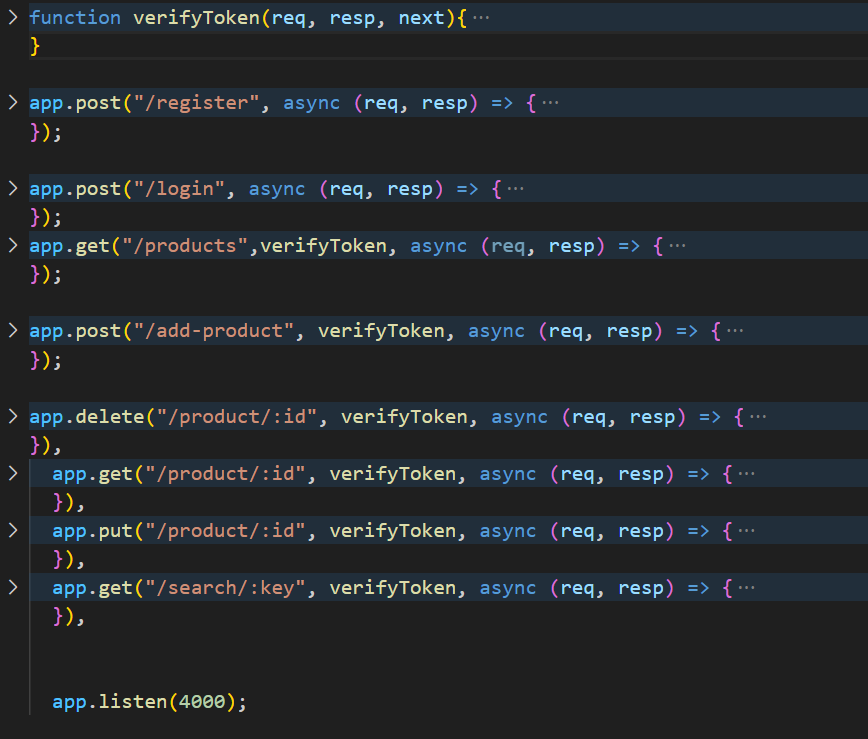 function verifyToken(req, resp, next){ ···
}
app.post("/register", async (req, resp) => { ···
});
app.post("/login", async (req, resp) => { ···
});
app.get("/products",verifyToken, async (req, resp) => { ···
});
app.post("/add-product", verifyToken, async (req, resp) => { ···
});
app.delete("/product/:id", verifyToken, async (req, resp) => { ···
}),
app.get("/product/:id", verifyToken, async (req, resp) => { ···
}),
app.put("/product/:id", verifyToken, async (req, resp) => { ···
}),
app.get("/search/:key", verifyToken, async (req, resp) => { ···
}),
app.listen(4000);